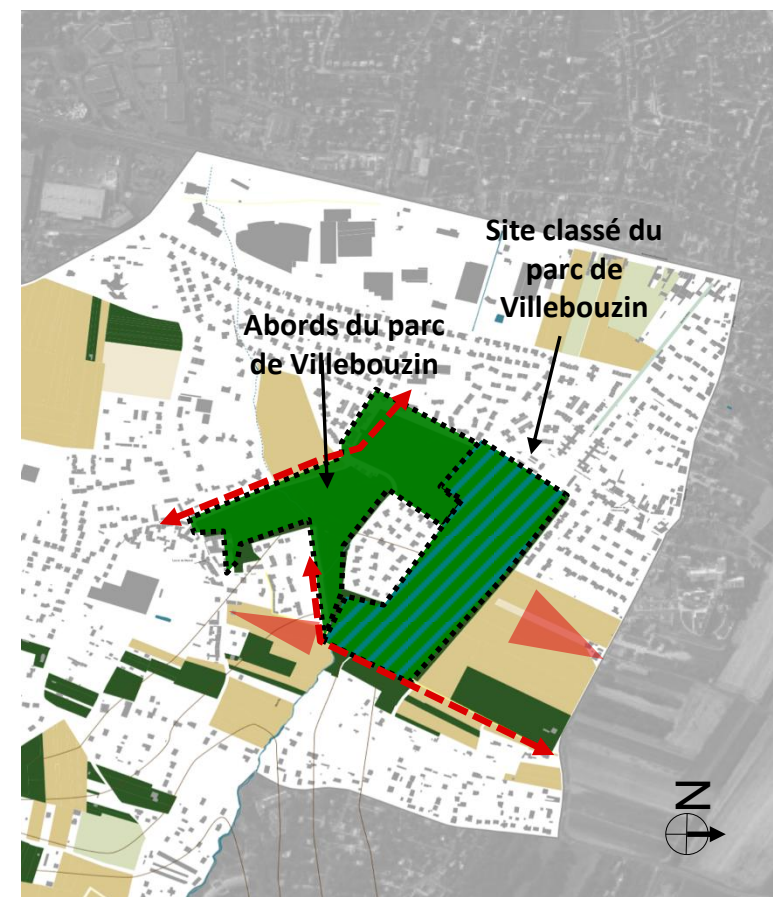 Site classé du
parc de
Villebouzin
Abords du parc
de Villebouzin
N